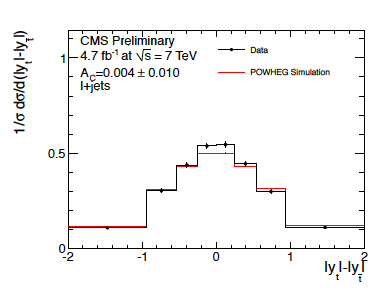 CMS Preliminary
4.7 fb⁻¹ at √s = 7 TeV
A_C=0.004 ± 0.010
l+jets
Data
POWHEG Simulation
1/σ dσ/d(|y_t|-|y_t̄|)
1
0.5
0
-2 -1 0 1 2
|y_t|-|y_t̄|